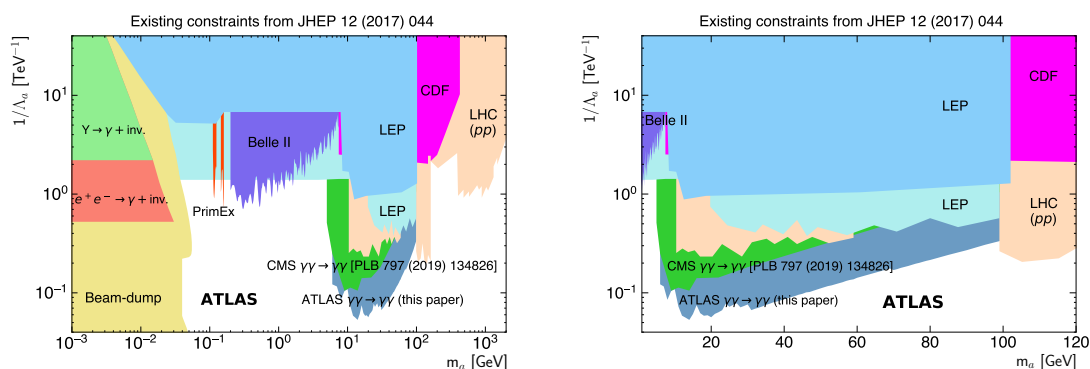 Existing constraints from JHEP 12 (2017) 044
1/Λₐ [TeV⁻¹]
10¹
10⁰
10⁻¹
Υ → γ + inv.
e⁺e⁻ → γ + inv.
Beam-dump
PrimEx
Belle II
LEP
LEP
CDF
LHC
(pp)
CMS γγ → γγ [PLB 797 (2019) 134826]
ATLAS γγ → γγ (this paper)
ATLAS
10⁻³ 10⁻² 10⁻¹ 10⁰ 10¹ 10² 10³
mₐ [GeV]
Existing constraints from JHEP 12 (2017) 044
1/Λₐ [TeV⁻¹]
10¹
10⁰
10⁻¹
Belle II
LEP
LEP
CDF
LHC
(pp)
CMS γγ → γγ [PLB 797 (2019) 134826]
ATLAS γγ → γγ (this paper)
ATLAS
20 40 60 80 100 120
mₐ [GeV]